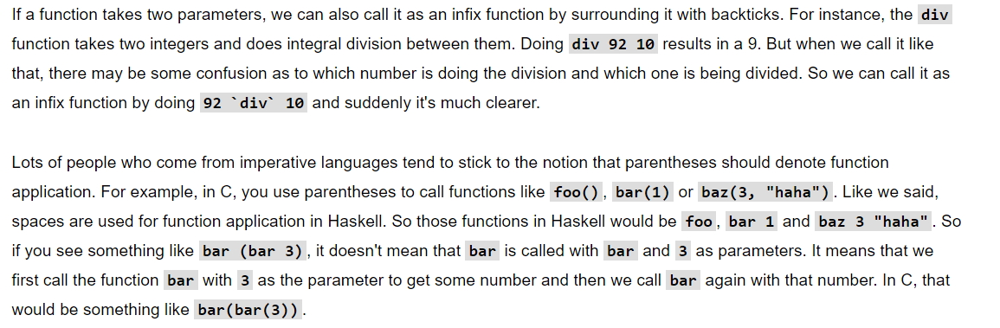 If a function takes two parameters, we can also call it as an infix function by surrounding it with backticks. For instance, the div
function takes two integers and does integral division between them. Doing div 92 10 results in a 9. But when we call it like
that, there may be some confusion as to which number is doing the division and which one is being divided. So we can call it as
an infix function by doing 92 `div` 10 and suddenly it's much clearer.
Lots of people who come from imperative languages tend to stick to the notion that parentheses should denote function
application. For example, in C, you use parentheses to call functions like foo(), bar(1) or baz(3, "haha"). Like we said,
spaces are used for function application in Haskell. So those functions in Haskell would be foo, bar 1 and baz 3 "haha". So
if you see something like bar (bar 3), it doesn't mean that bar is called with bar and 3 as parameters. It means that we
first call the function bar with 3 as the parameter to get some number and then we call bar again with that number. In C, that
would be something like bar(bar(3)).